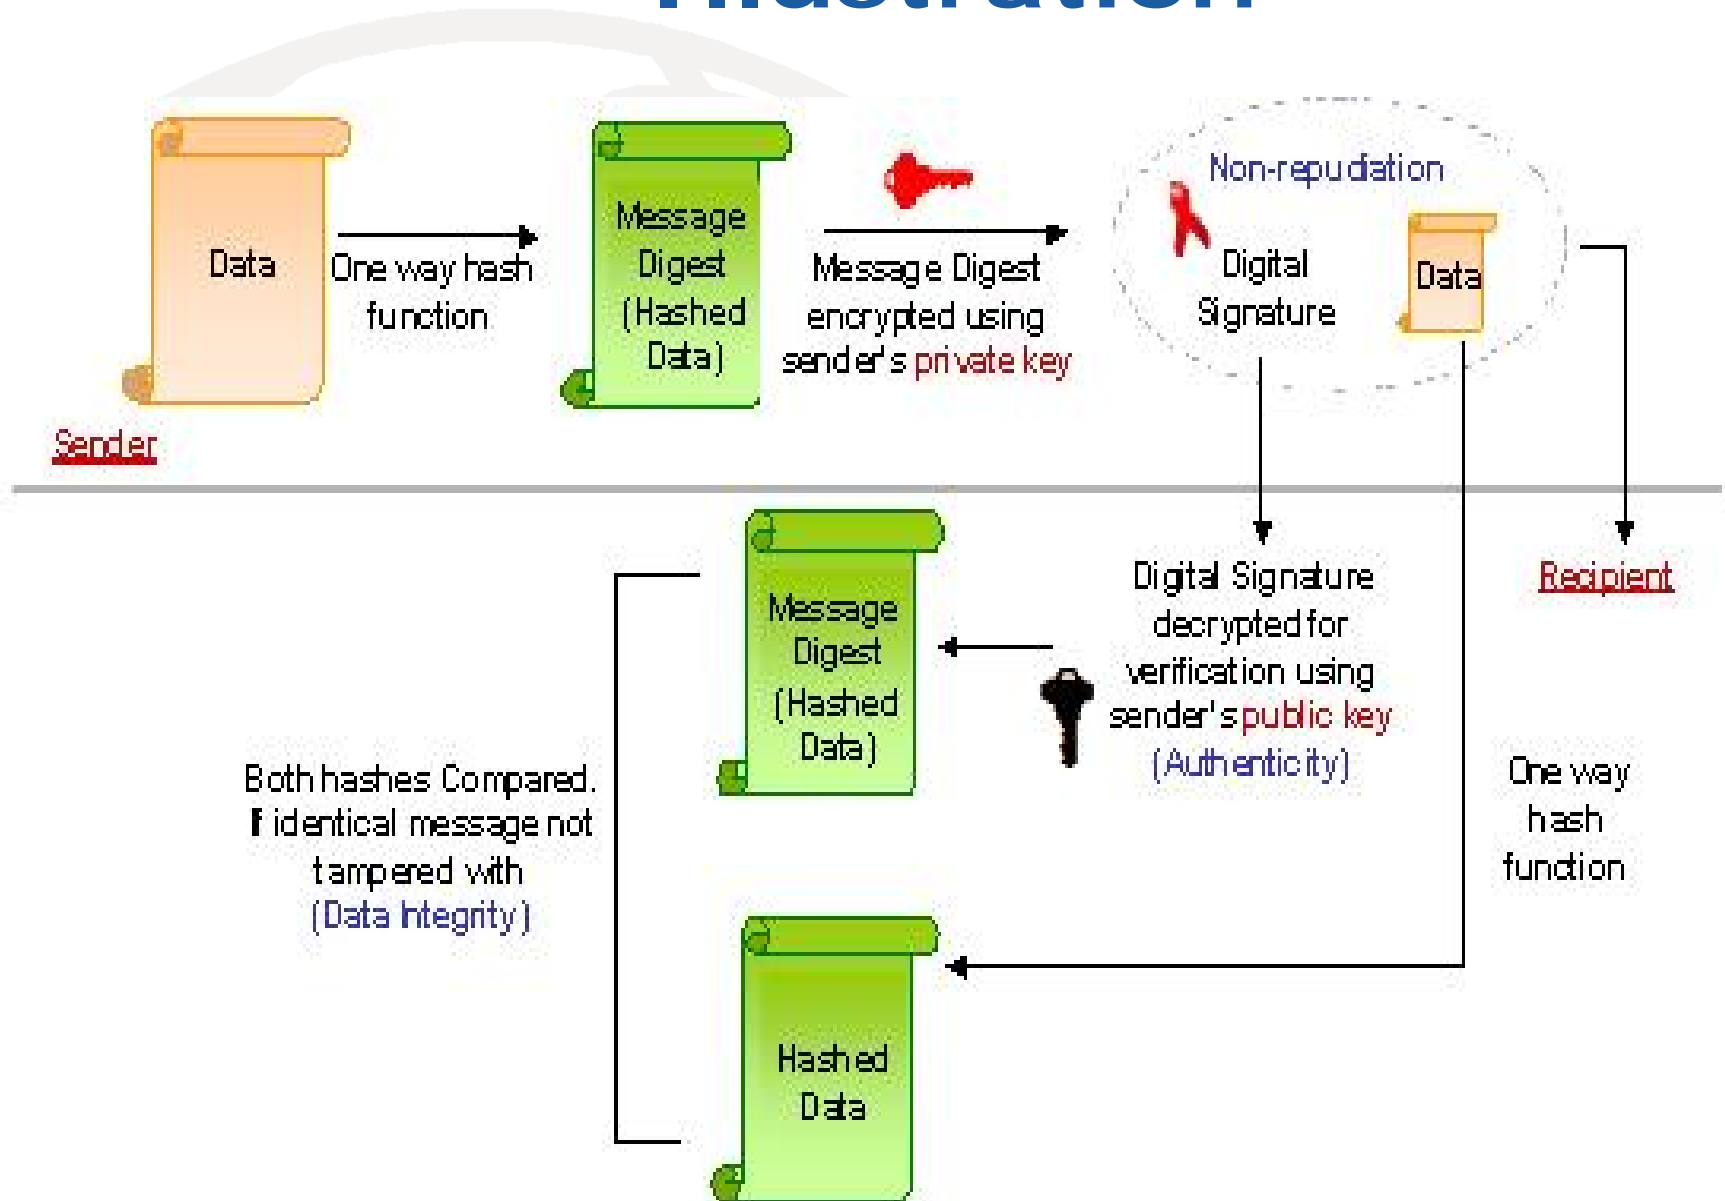 Illustration
Data
One way hash
function
Message
Digest
(Hashed
Data)
Message Digest
encrypted using
sender's private key
Non-repudiation
Digital
Signature
Data
Sender
Recipient
Digital Signature
decrypted for
verification using
sender's public key
(Authenticity)
Message
Digest
(Hashed
Data)
One way
hash
function
Both hashes Compared.
If identical message not
tampered with
(Data Integrity)
Hashed
Data